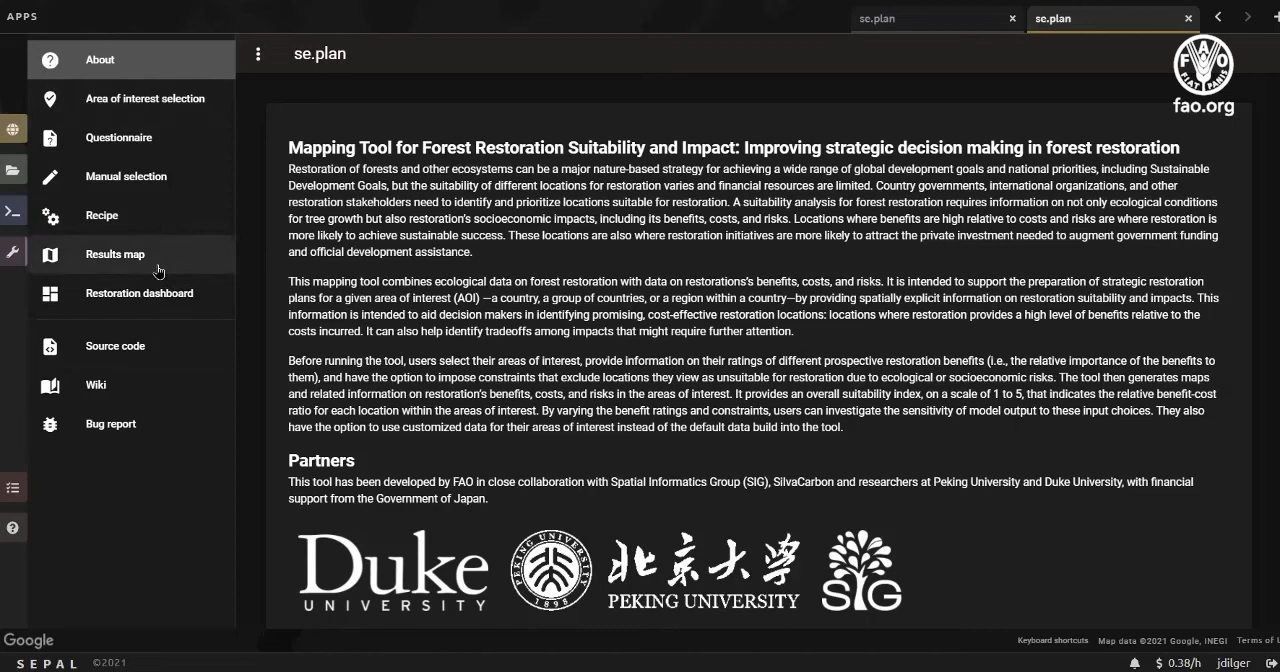 APPS
se.plan
se.plan
About
Area of interest selection
Questionnaire
Manual selection
Recipe
Results map
Restoration dashboard
Source code
Wiki
Bug report
se.plan
FAO
FIAT PANIS
fao.org
Mapping Tool for Forest Restoration Suitability and Impact: Improving strategic decision making in forest restoration
Restoration of forests and other ecosystems can be a major nature-based strategy for achieving a wide range of global development goals and national priorities, including Sustainable
Development Goals, but the suitability of different locations for restoration varies and financial resources are limited. Country governments, international organizations, and other
restoration stakeholders need to identify and prioritize locations suitable for restoration. A suitability analysis for forest restoration requires information on not only ecological conditions
for tree growth but also restoration's socioeconomic impacts, including its benefits, costs, and risks. Locations where benefits are high relative to costs and risks are where restoration is
more likely to achieve sustainable success. These locations are also where restoration initiatives are more likely to attract the private investment needed to augment government funding
and official development assistance.
This mapping tool combines ecological data on forest restoration with data on restorations's benefits, costs, and risks. It is intended to support the preparation of strategic restoration
plans for a given area of interest (AOI) —a country, a group of countries, or a region within a country—by providing spatially explicit information on restoration suitability and impacts. This
information is intended to aid decision makers in identifying promising, cost-effective restoration locations: locations where restoration provides a high level of benefits relative to the
costs incurred. It can also help identify tradeoffs among impacts that might require further attention.
Before running the tool, users select their areas of interest, provide information on their ratings of different prospective restoration benefits (i.e., the relative importance of the benefits to
them), and have the option to impose constraints that exclude locations they view as unsuitable for restoration due to ecological or socioeconomic risks. The tool then generates maps
and related information on restoration's benefits, costs, and risks in the areas of interest. It provides an overall suitability index, on a scale of 1 to 5, that indicates the relative benefit-cost
ratio for each location within the areas of interest. By varying the benefit ratings and constraints, users can investigate the sensitivity of model output to these input choices. They also
have the option to use customized data for their areas of interest instead of the default data build into the tool.
Partners
This tool has been developed by FAO in close collaboration with Spatial Informatics Group (SIG), SilvaCarbon and researchers at Peking University and Duke University, with financial
support from the Government of Japan.
Duke
UNIVERSITY
PEKING UNIVERSITY
1898
北京大学
PEKING UNIVERSITY
SIG
Google
Keyboard shortcuts
Map data ©2021 Google, INEGI
Terms of U
SEPAL ©2021
$ 0.38/h
jdilger